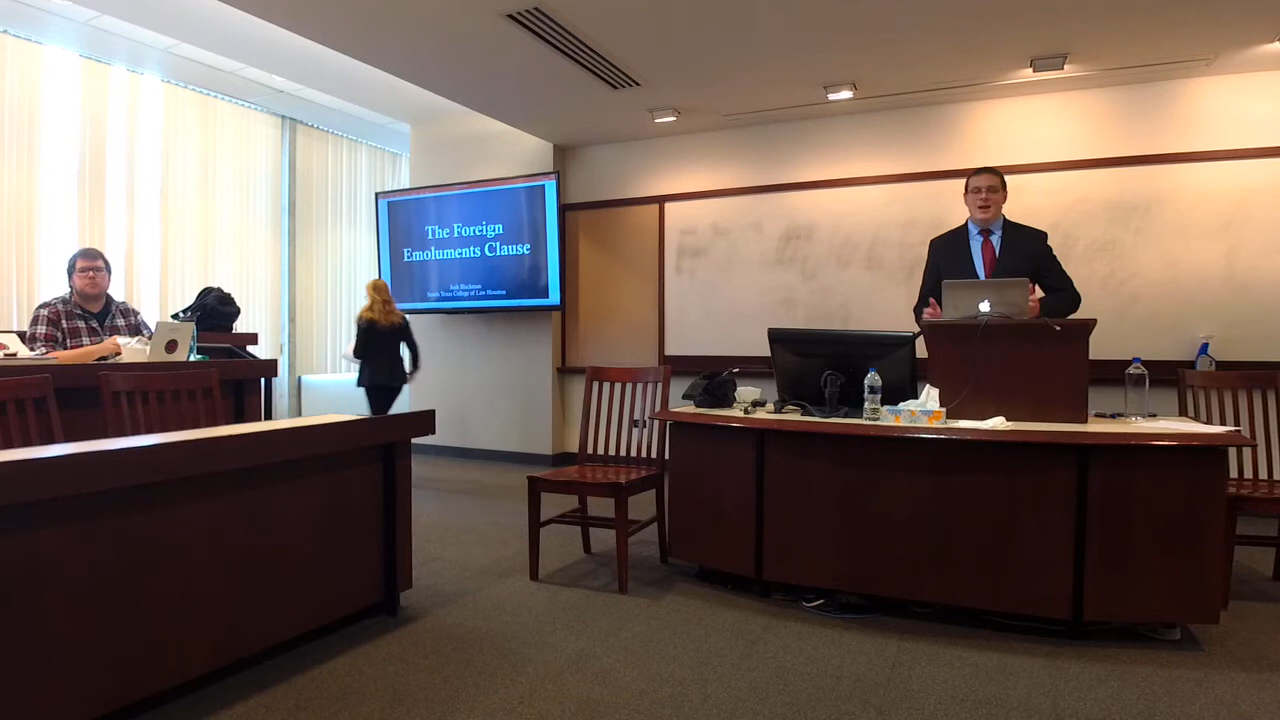 The Foreign
Emoluments Clause
Josh Blackman
South Texas College of Law Houston